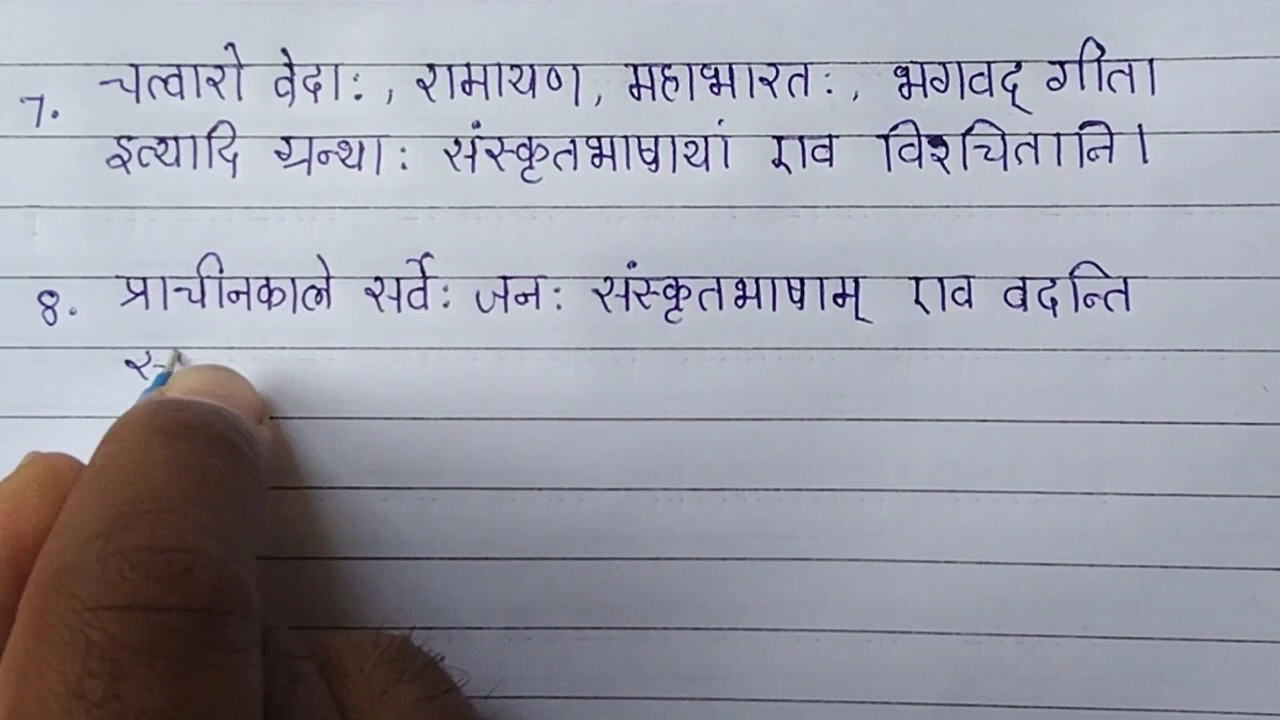 7. चत्वारो वेदाः, रामायण, महाभारतः, भगवद् गीता
इत्यादि ग्रन्थाः संस्कृतभाषायां एव विरचितानि।
8. प्राचीनकाले सर्वेः जनः संस्कृतभाषाम् एव वदन्ति